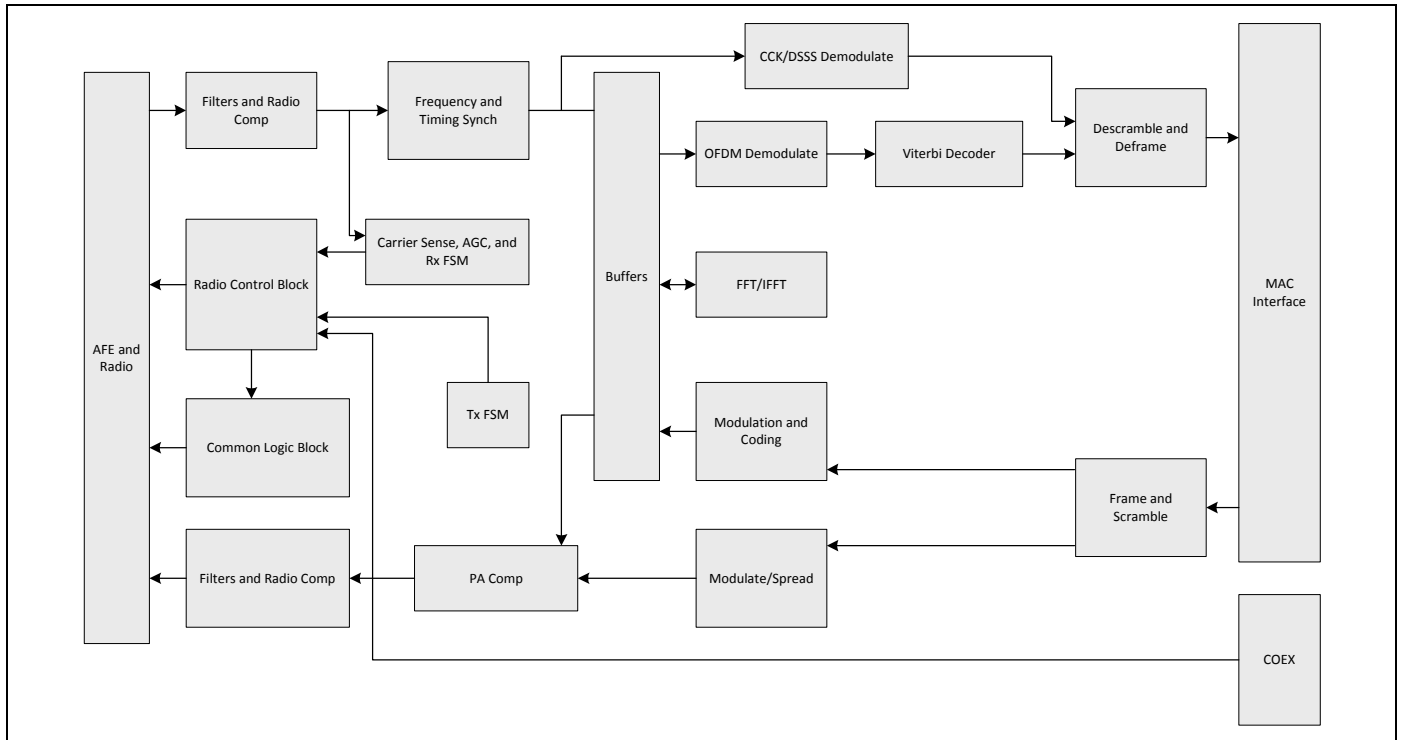 CCK/DSSS Demodulate
Filters and Radio
Comp
Frequency and
Timing Synch
Descramble and
Deframe
OFDM Demodulate
Viterbi Decoder
Carrier Sense, AGC, and
Rx FSM
Radio Control Block
Buffers
FFT/IFFT
MAC
Interface
AFE and
Radio
Tx FSM
Modulation and
Coding
Common Logic Block
Frame and
Scramble
Filters and Radio Comp
PA Comp
Modulate/Spread
COEX